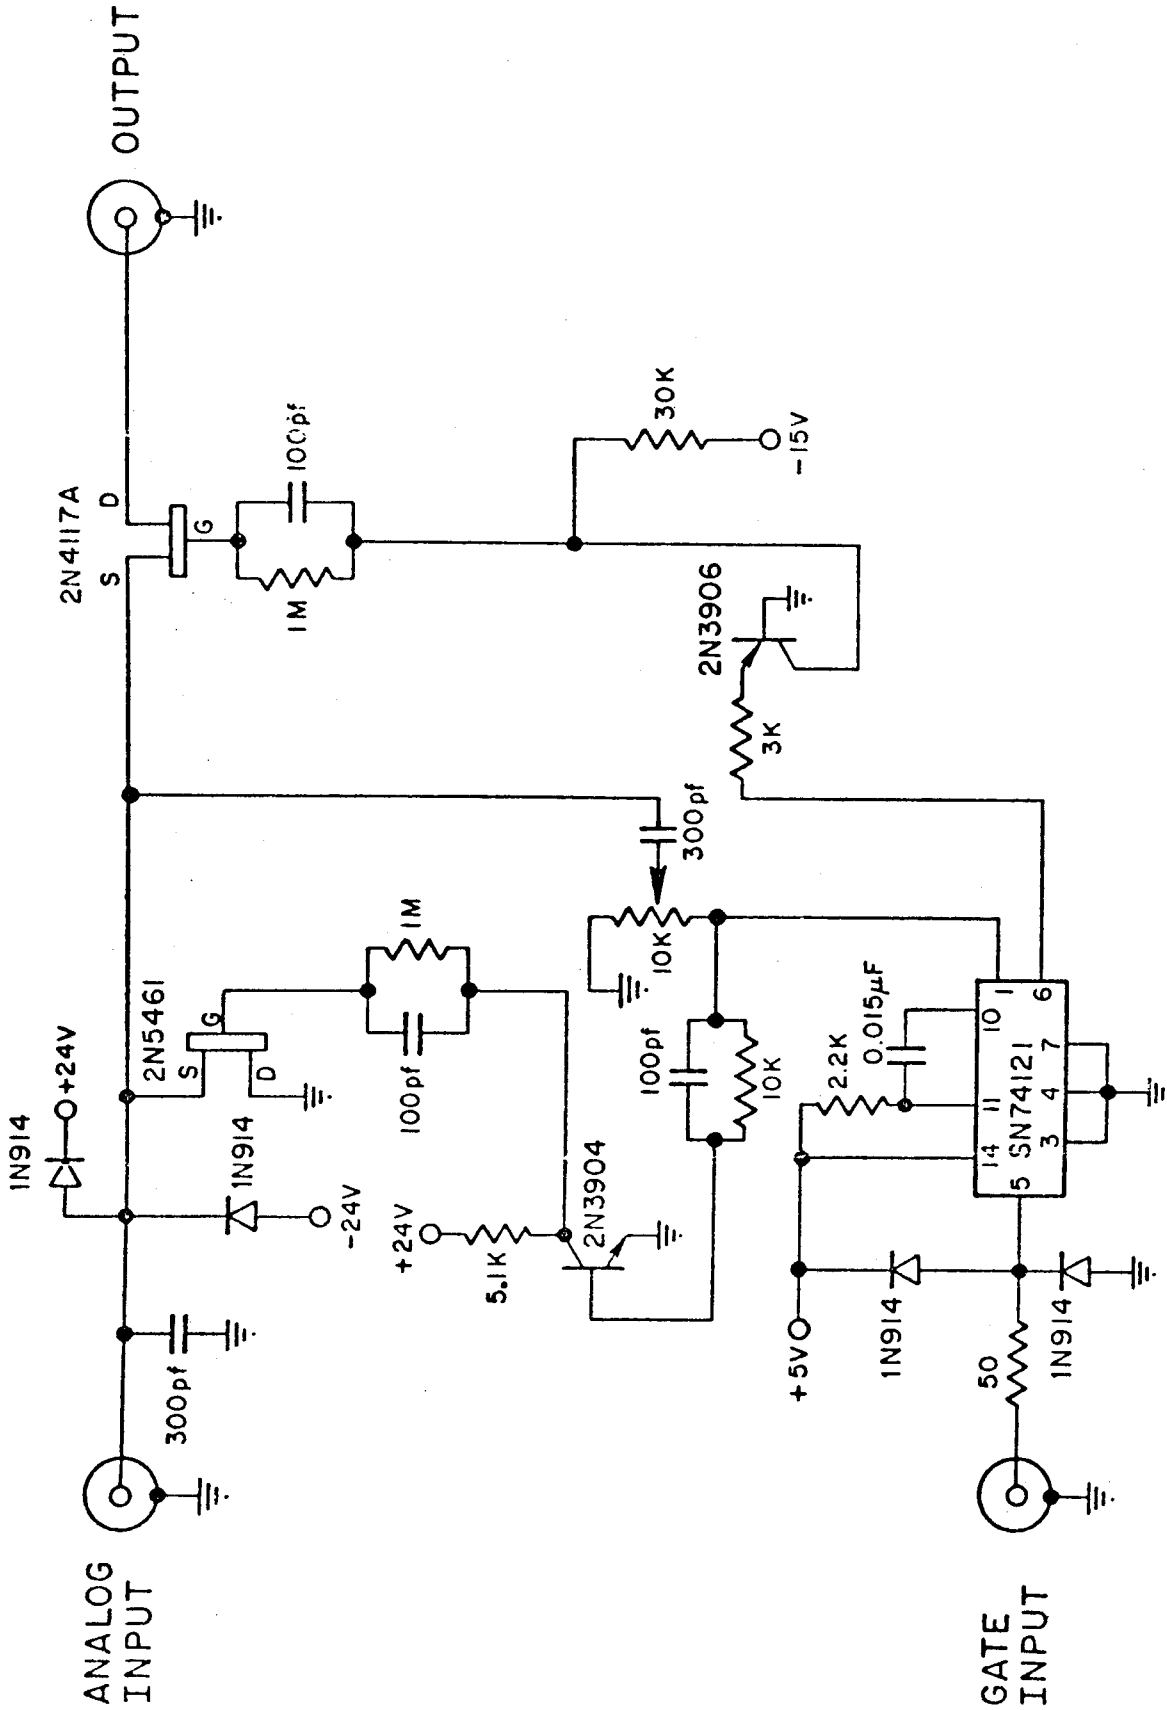 ANALOG
INPUT
OUTPUT
300pf
1N914
+24V
1N914
-24V
2N5461
S
G
D
1M
100pf
2N4117A
S
D
G
1M
100pf
30K
-15V
+24V
5.1K
2N3904
10K
300pf
100pf
10K
2N3906
3K
GATE
INPUT
50
+5V
1N914
1N914
2.2K
0.015µF
SN74121
5
14
11
10
1
6
3
4
7